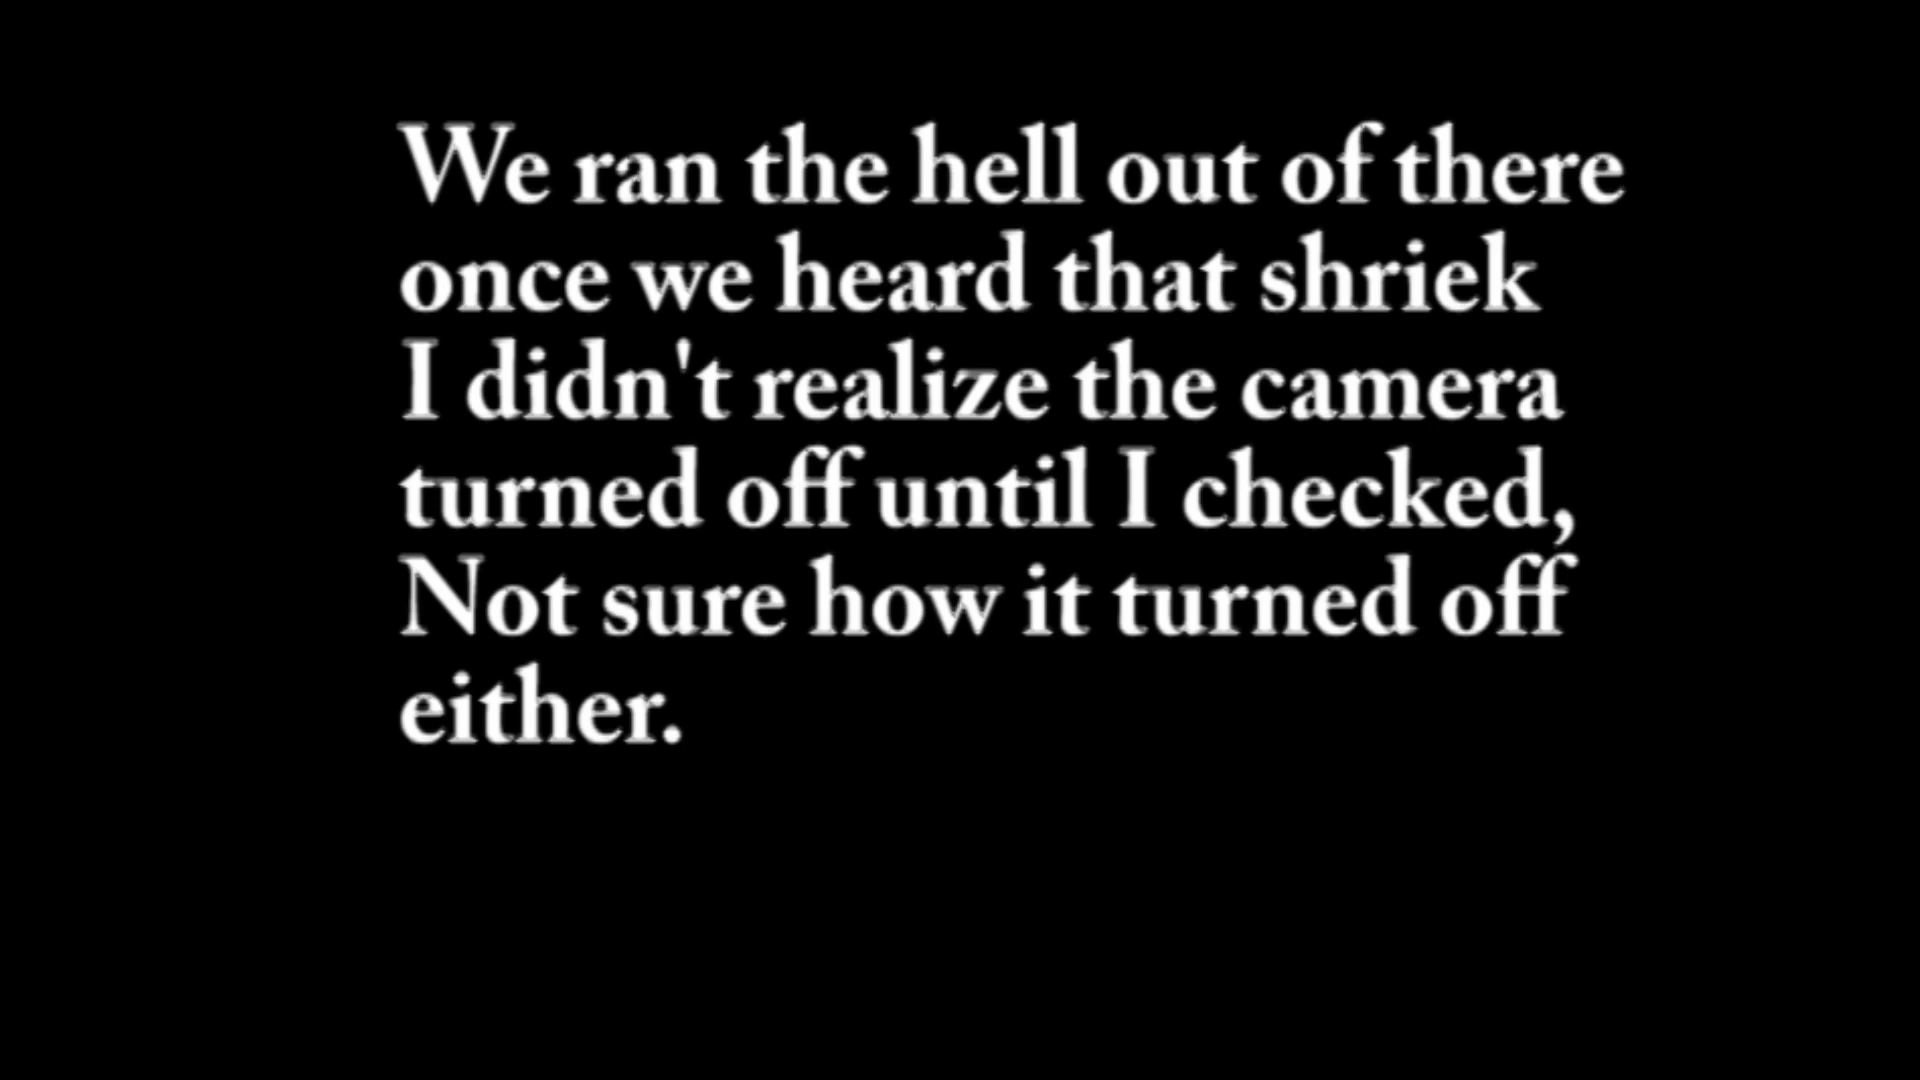 We ran the hell out of there
once we heard that shriek
I didn't realize the camera
turned off until I checked,
Not sure how it turned off
either.